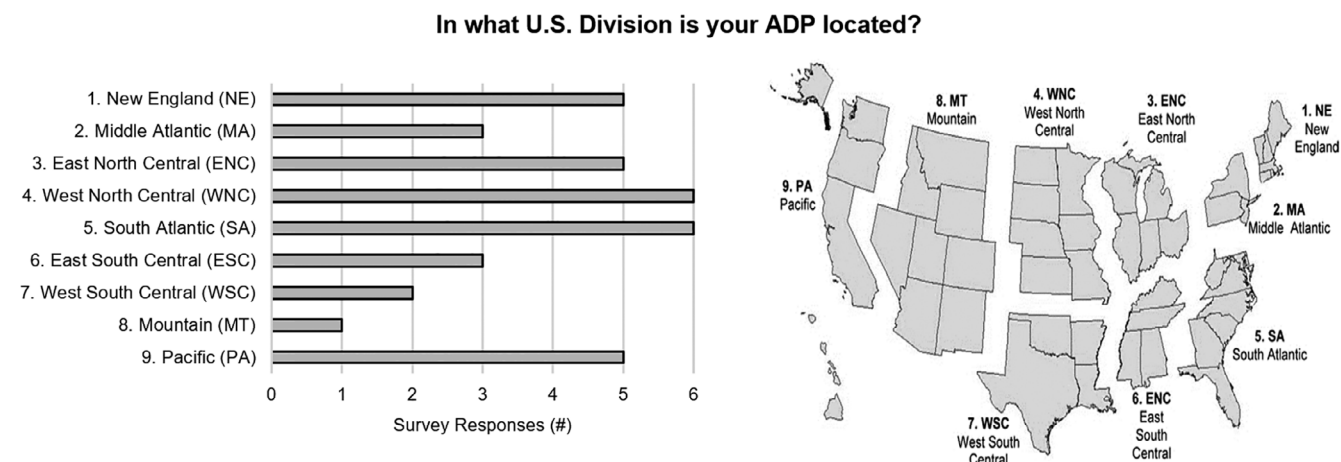 In what U.S. Division is your ADP located?
1. New England (NE)
2. Middle Atlantic (MA)
3. East North Central (ENC)
4. West North Central (WNC)
5. South Atlantic (SA)
6. East South Central (ESC)
7. West South Central (WSC)
8. Mountain (MT)
9. Pacific (PA)
0 1 2 3 4 5 6
Survey Responses (#)
8. MT
Mountain
4. WNC
West North
Central
3. ENC
East North
Central
1. NE
New
England
9. PA
Pacific
2. MA
Middle Atlantic
5. SA
South Atlantic
6. ENC
East
South
Central
7. WSC
West South
Central